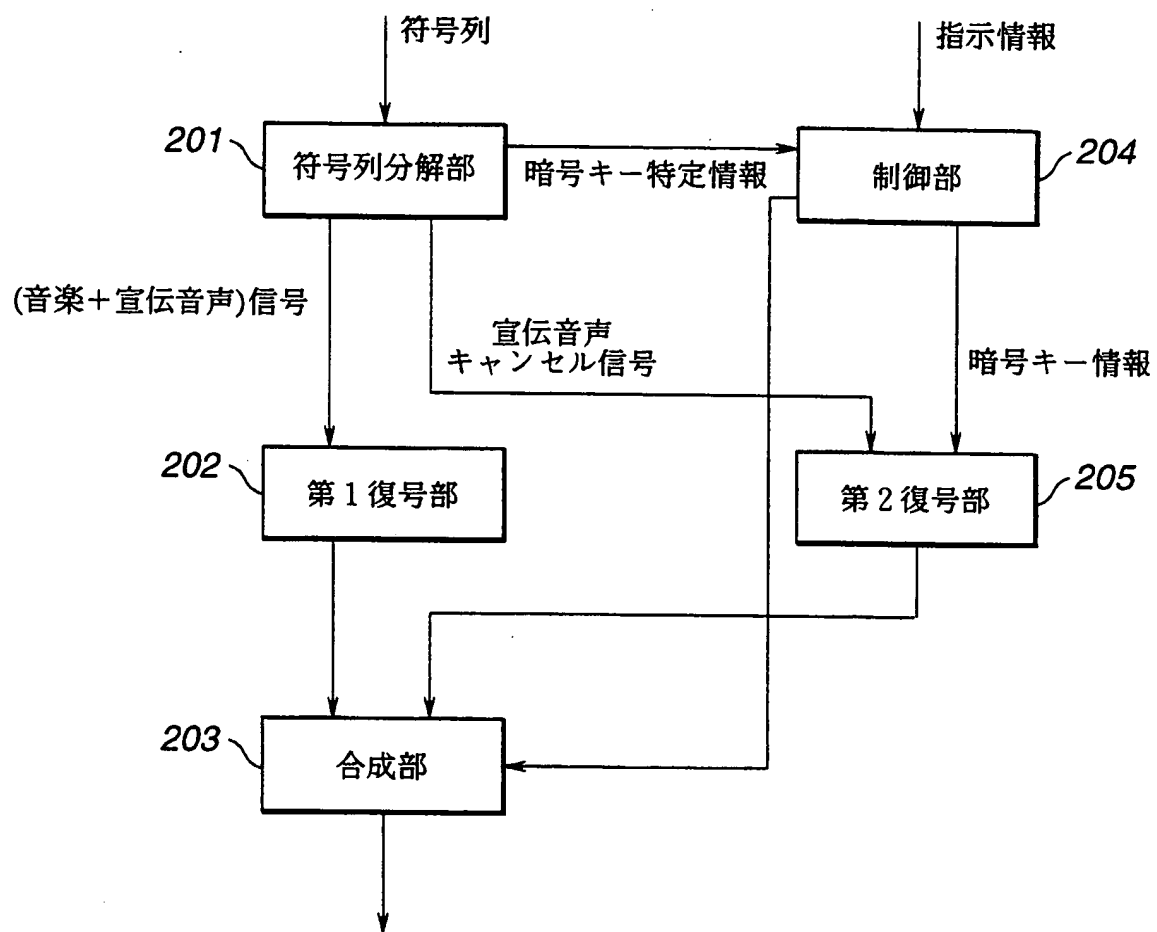 符号列
指示情報
201
符号列分解部
暗号キー特定情報
制御部
204
(音楽+宣伝音声)信号
宣伝音声
キャンセル信号
暗号キー情報
202
第1復号部
第2復号部
205
203
合成部